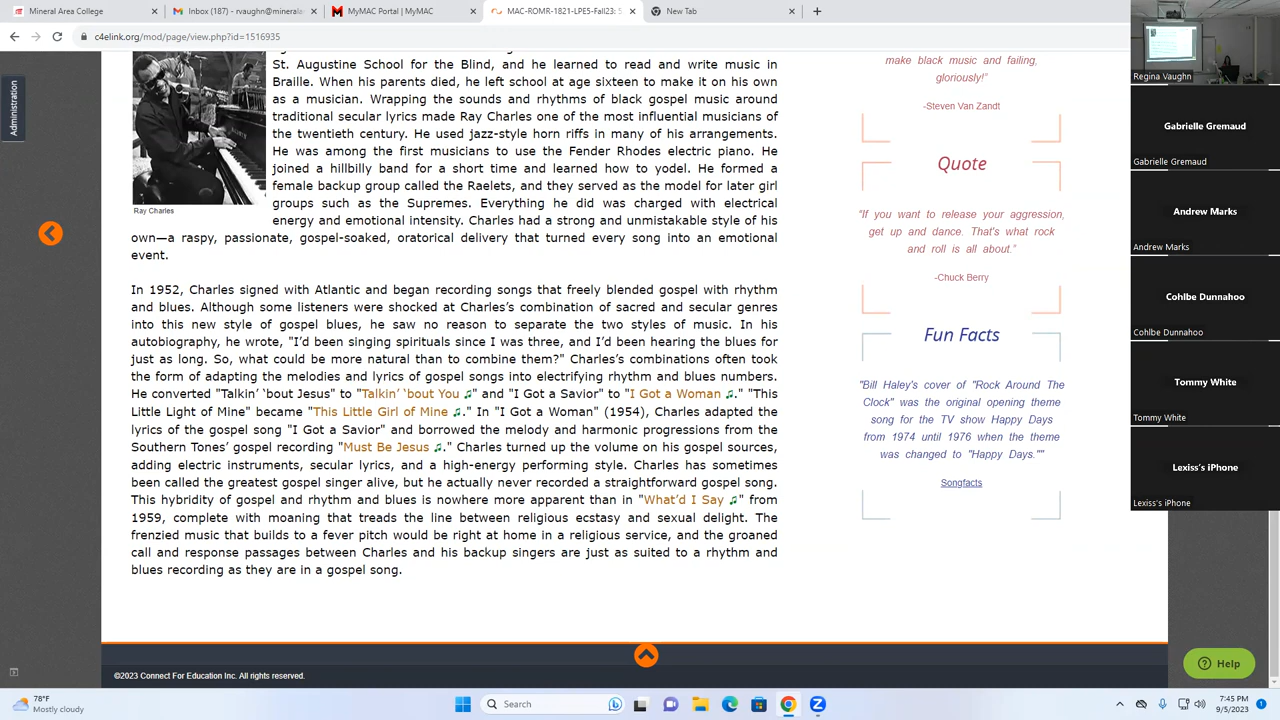 Mineral Area College
Inbox (187) - rvaughn@mineral
MyMAC Portal | MyMAC
MAC-ROMR-1821-LPE5-Fall23: 5
New Tab
c4elink.org/mod/page/view.php?id=1516935
Administration
St. Augustine School for the Blind, and he learned to read and write music in
Braille. When his parents died, he left school at age sixteen to make it on his own
as a musician. Wrapping the sounds and rhythms of black gospel music around
traditional secular lyrics made Ray Charles one of the most influential musicians of
the twentieth century. He used jazz-style horn riffs in many of his arrangements.
He was among the first musicians to use the Fender Rhodes electric piano. He
joined a hillbilly band for a short time and learned how to yodel. He formed a
female backup group called the Raelets, and they served as the model for later girl
groups such as the Supremes. Everything he did was charged with electrical
energy and emotional intensity. Charles had a strong and unmistakable style of his
own—a raspy, passionate, gospel-soaked, oratorical delivery that turned every song into an emotional
event.
Ray Charles
In 1952, Charles signed with Atlantic and began recording songs that freely blended gospel with rhythm
and blues. Although some listeners were shocked at Charles's combination of sacred and secular genres
into this new style of gospel blues, he saw no reason to separate the two styles of music. In his
autobiography, he wrote, "I'd been singing spirituals since I was three, and I'd been hearing the blues for
just as long. So, what could be more natural than to combine them?" Charles's combinations often took
the form of adapting the melodies and lyrics of gospel songs into electrifying rhythm and blues numbers.
He converted "Talkin' 'bout Jesus" to "Talkin' 'bout You ♫" and "I Got a Savior" to "I Got a Woman ♫." "This
Little Light of Mine" became "This Little Girl of Mine ♫." In "I Got a Woman" (1954), Charles adapted the
lyrics of the gospel song "I Got a Savior" and borrowed the melody and harmonic progressions from the
Southern Tones' gospel recording "Must Be Jesus ♫." Charles turned up the volume on his gospel sources,
adding electric instruments, secular lyrics, and a high-energy performing style. Charles has sometimes
been called the greatest gospel singer alive, but he actually never recorded a straightforward gospel song.
This hybridity of gospel and rhythm and blues is nowhere more apparent than in "What'd I Say ♫" from
1959, complete with moaning that treads the line between religious ecstasy and sexual delight. The
frenzied music that builds to a fever pitch would be right at home in a religious service, and the groaned
call and response passages between Charles and his backup singers are just as suited to a rhythm and
blues recording as they are in a gospel song.
make black music and failing,
gloriously!"
-Steven Van Zandt
Quote
"If you want to release your aggression,
get up and dance. That's what rock
and roll is all about."
-Chuck Berry
Fun Facts
"Bill Haley's cover of "Rock Around The
Clock" was the original opening theme
song for the TV show Happy Days
from 1974 until 1976 when the theme
was changed to "Happy Days.""
Songfacts
Regina Vaughn
Gabrielle Gremaud
Gabrielle Gremaud
Andrew Marks
Andrew Marks
Cohlbe Dunnahoo
Cohlbe Dunnahoo
Tommy White
Tommy White
Lexiss's iPhone
Lexiss's iPhone
©2023 Connect For Education Inc. All rights reserved.
Help
78°F
Mostly cloudy
Search
7:45 PM
9/5/2023